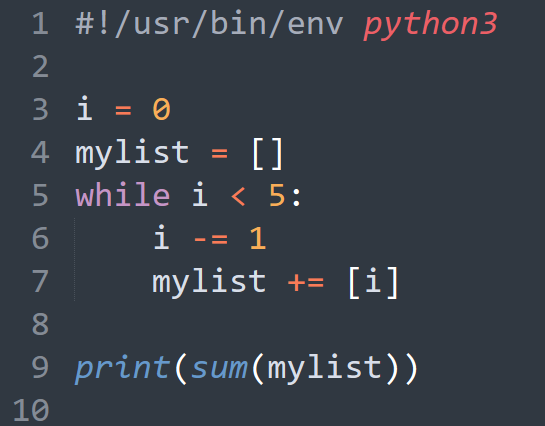 1 #!/usr/bin/env python3
2
3 i = 0
4 mylist = []
5 while i < 5:
6     i -= 1
7     mylist += [i]
8
9 print(sum(mylist))
10